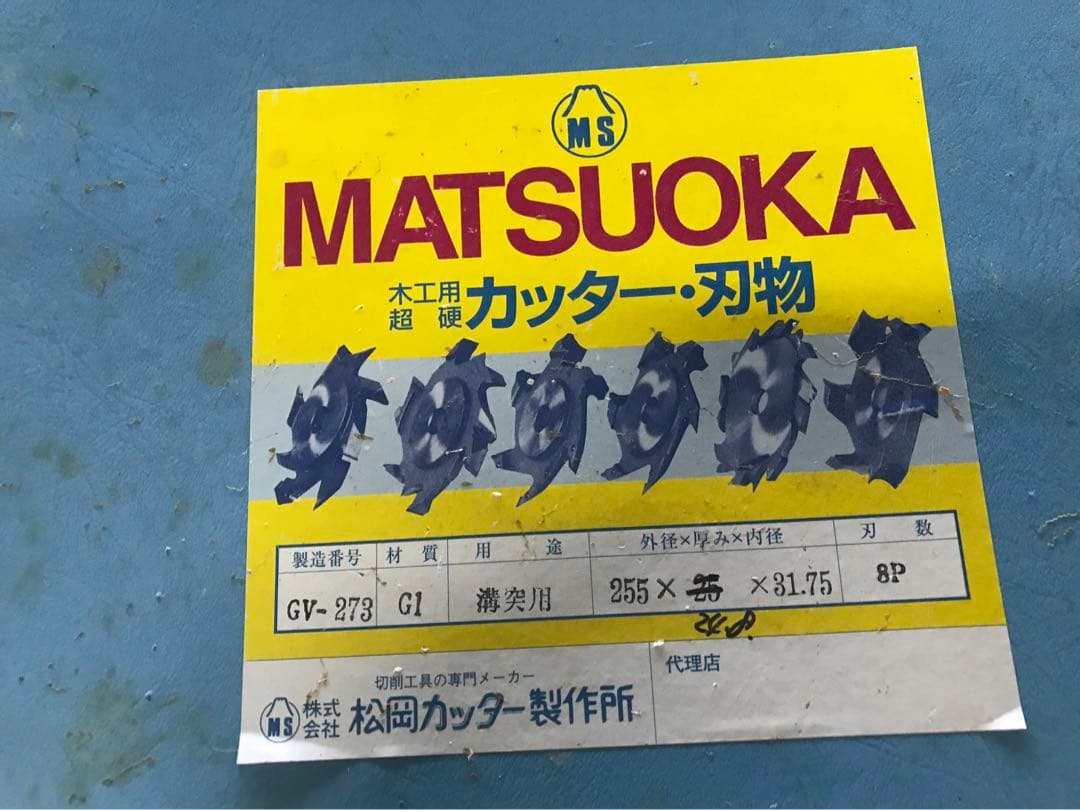 MS
MATSUOKA
木工用
超硬
カッター・刃物
製造番号 材質 用途 外径×厚み×内径 刃数
GV-273 G1 溝突用 255× ×31.75 8P
切削工具の専門メーカー
代理店
MS 株式会社 松岡カッター製作所